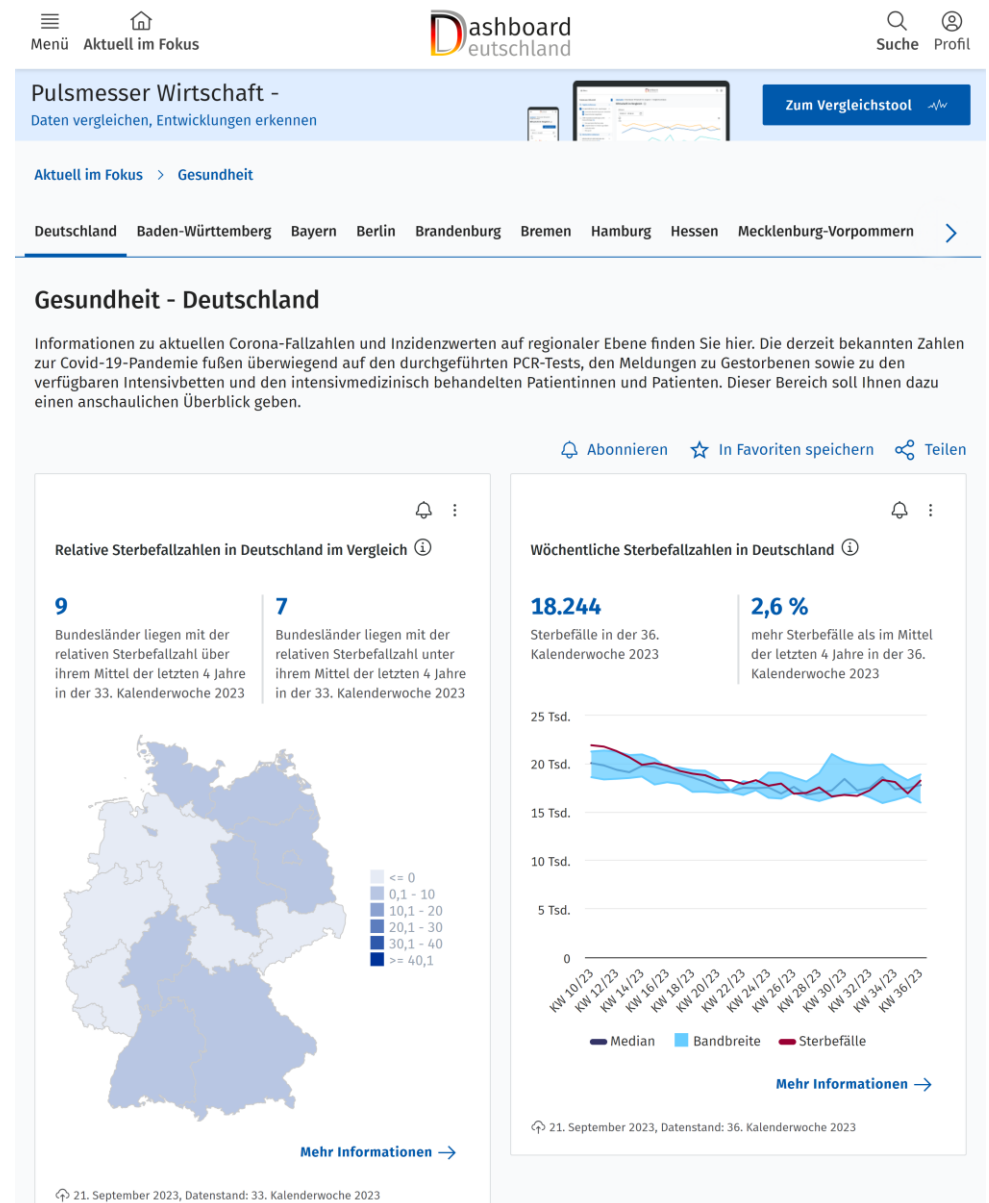 Menü
Aktuell im Fokus
Dashboard
Deutschland
Suche
Profil
Pulsmesser Wirtschaft -
Daten vergleichen, Entwicklungen erkennen
Zum Vergleichstool
Aktuell im Fokus > Gesundheit
Deutschland Baden-Württemberg Bayern Berlin Brandenburg Bremen Hamburg Hessen Mecklenburg-Vorpommern
Gesundheit - Deutschland
Informationen zu aktuellen Corona-Fallzahlen und Inzidenzwerten auf regionaler Ebene finden Sie hier. Die derzeit bekannten Zahlen
zur Covid-19-Pandemie fußen überwiegend auf den durchgeführten PCR-Tests, den Meldungen zu Gestorbenen sowie zu den
verfügbaren Intensivbetten und den intensivmedizinisch behandelten Patientinnen und Patienten. Dieser Bereich soll Ihnen dazu
einen anschaulichen Überblick geben.
Abonnieren
In Favoriten speichern
Teilen
Relative Sterbefallzahlen in Deutschland im Vergleich
9
Bundesländer liegen mit der
relativen Sterbefallzahl über
ihrem Mittel der letzten 4 Jahre
in der 33. Kalenderwoche 2023
7
Bundesländer liegen mit der
relativen Sterbefallzahl unter
ihrem Mittel der letzten 4 Jahre
in der 33. Kalenderwoche 2023
<= 0
0,1 - 10
10,1 - 20
20,1 - 30
30,1 - 40
>= 40,1
Mehr Informationen
21. September 2023, Datenstand: 33. Kalenderwoche 2023
Wöchentliche Sterbefallzahlen in Deutschland
18.244
Sterbefälle in der 36.
Kalenderwoche 2023
2,6 %
mehr Sterbefälle als im Mittel
der letzten 4 Jahre in der 36.
Kalenderwoche 2023
25 Tsd.
20 Tsd.
15 Tsd.
10 Tsd.
5 Tsd.
0
KW 10/23
KW 12/23
KW 14/23
KW 16/23
KW 18/23
KW 20/23
KW 22/23
KW 24/23
KW 26/23
KW 28/23
KW 30/23
KW 32/23
KW 34/23
KW 36/23
Median
Bandbreite
Sterbefälle
Mehr Informationen
21. September 2023, Datenstand: 36. Kalenderwoche 2023